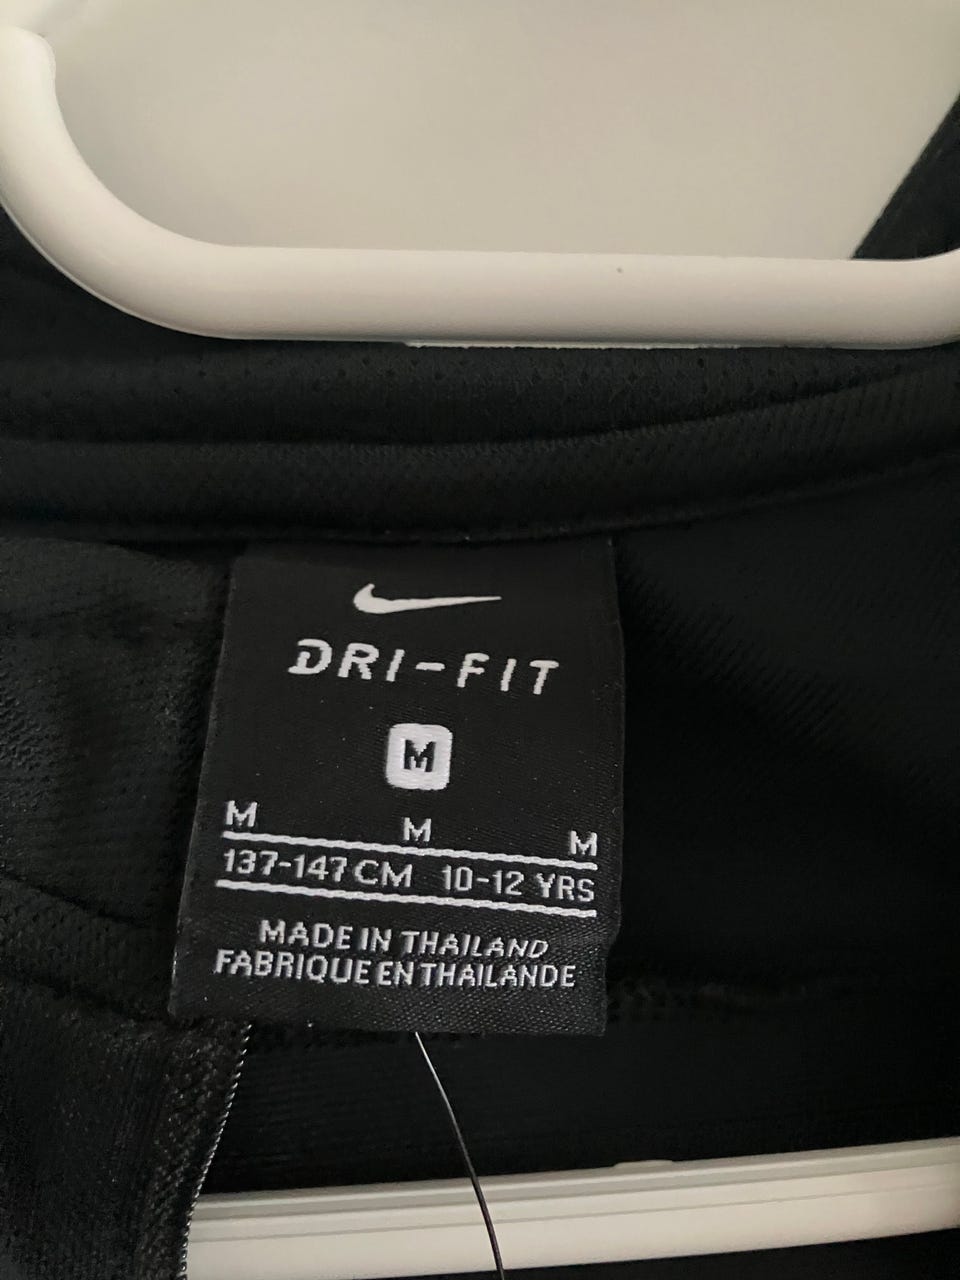 DRI-FIT
M
M M M
137-147 CM 10-12 YRS
MADE IN THAILAND
FABRIQUE EN THAILANDE